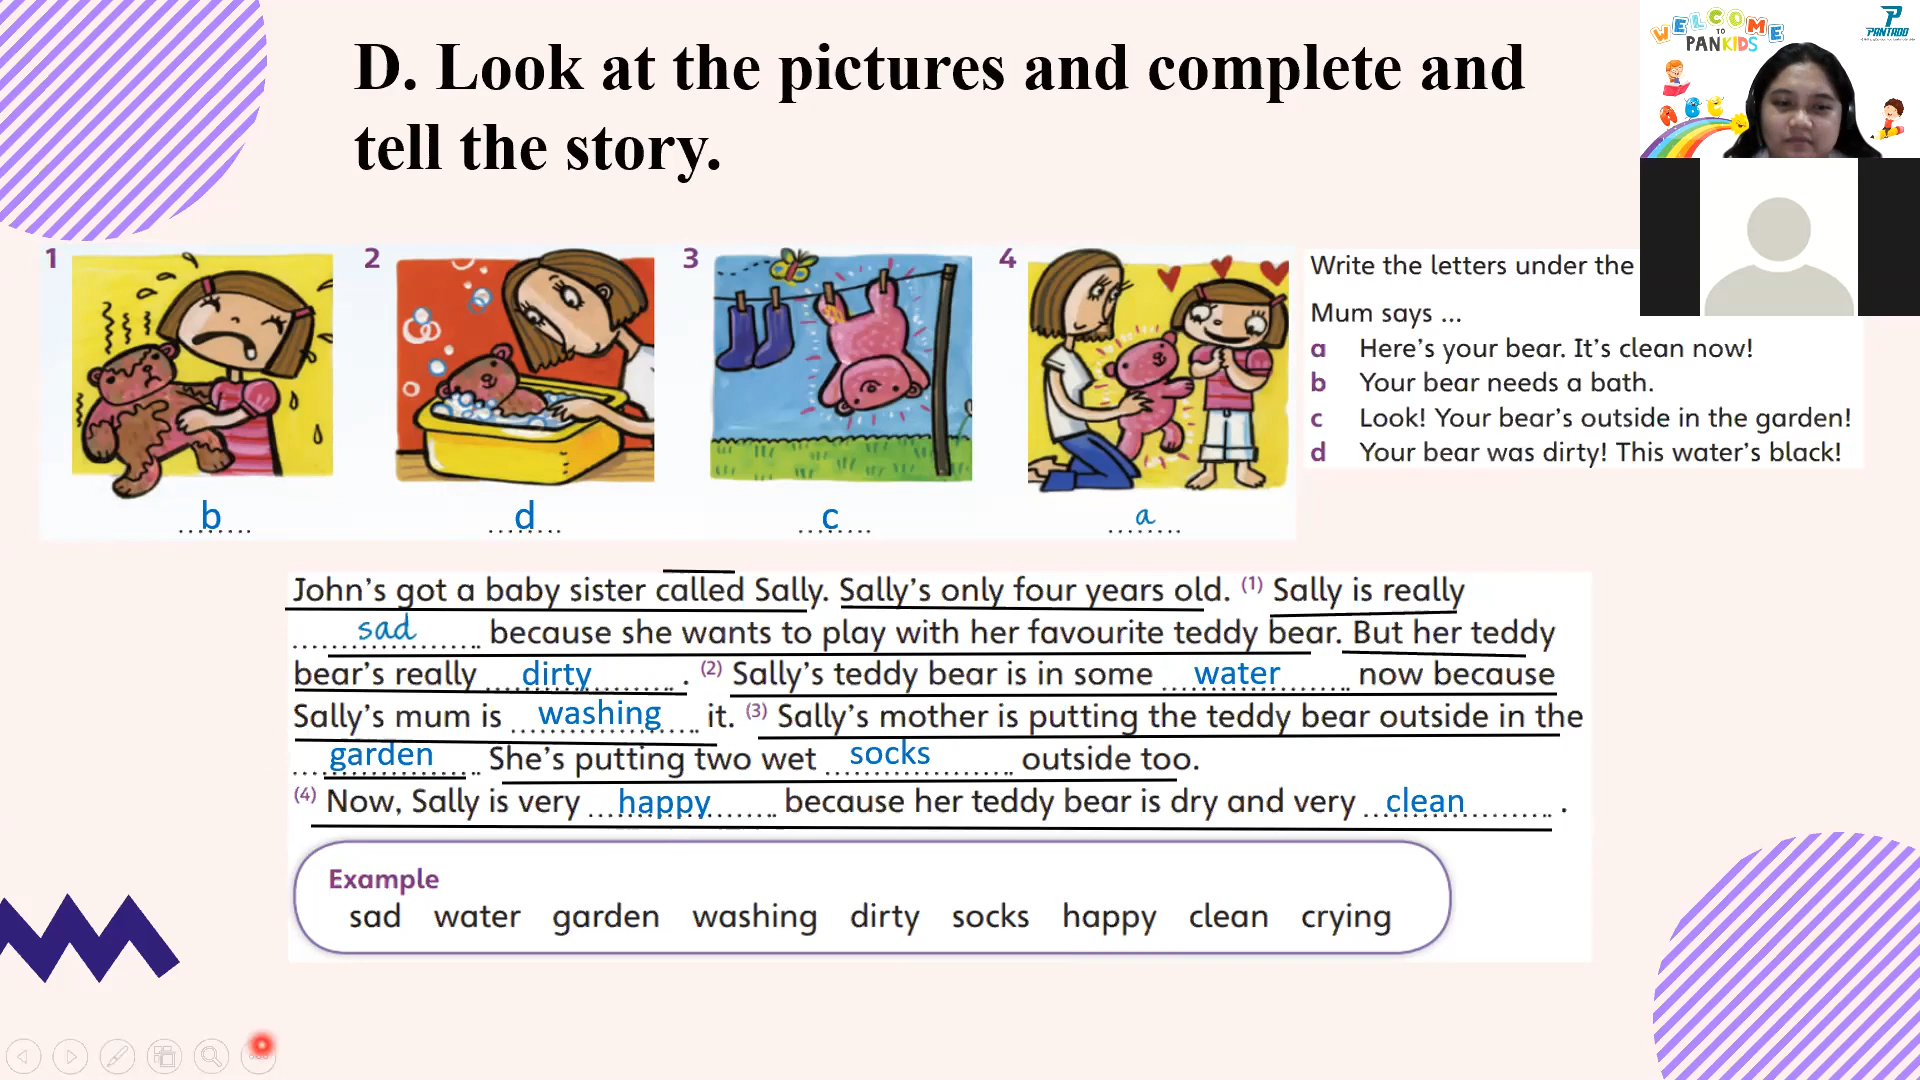 D. Look at the pictures and complete and
tell the story.
WELCOME
TO
PANKIDS
PANTADO
ABC
1
2
3
4
b
d
c
a
Write the letters under the
Mum says ...
a Here's your bear. It's clean now!
b Your bear needs a bath.
c Look! Your bear's outside in the garden!
d Your bear was dirty! This water's black!
John's got a baby sister called Sally. Sally's only four years old. (1) Sally is really
sad because she wants to play with her favourite teddy bear. But her teddy
bear's really dirty. (2) Sally's teddy bear is in some water now because
Sally's mum is washing it. (3) Sally's mother is putting the teddy bear outside in the
garden. She's putting two wet socks outside too.
(4) Now, Sally is very happy because her teddy bear is dry and very clean.
Example
sad water garden washing dirty socks happy clean crying